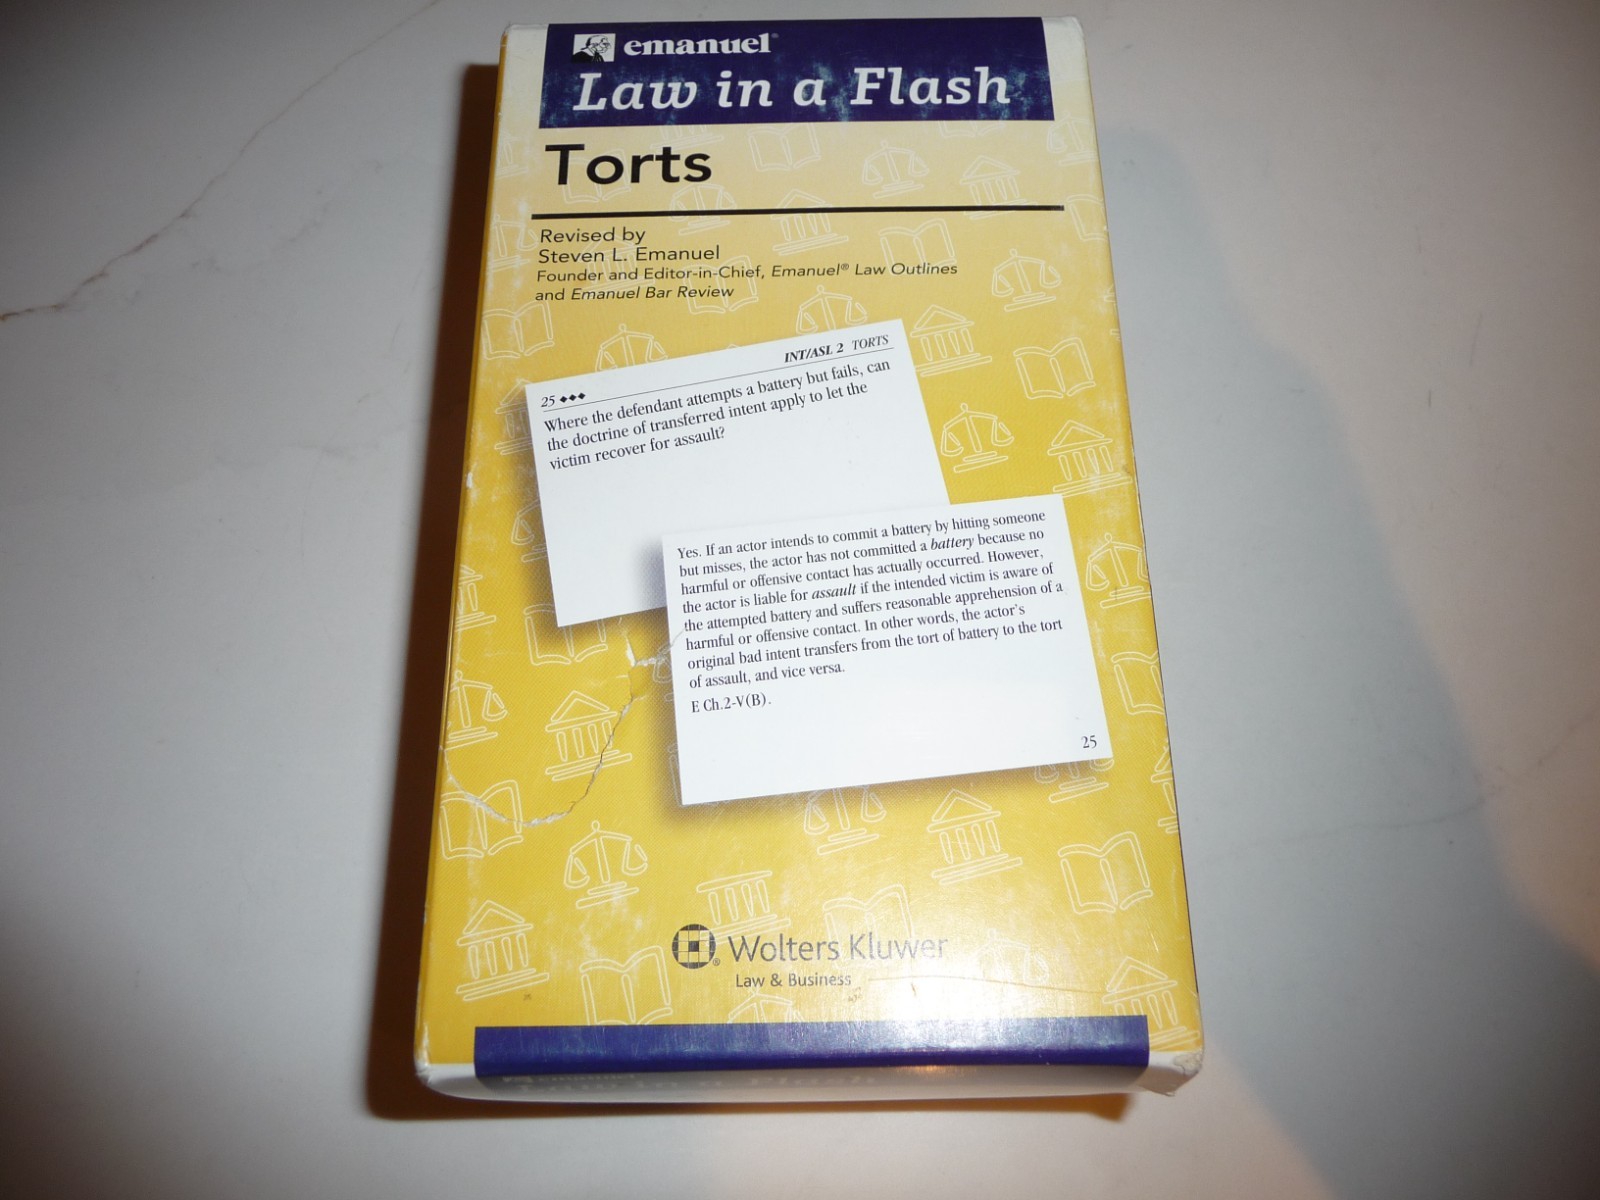 emanuel®
Law in a Flash
Torts
Revised by
Steven L. Emanuel
Founder and Editor-in-Chief, Emanuel® Law Outlines
and Emanuel Bar Review
INT/ASL 2 TORTS
25 ◆◆◆
Where the defendant attempts a battery but fails, can
the doctrine of transferred intent apply to let the
victim recover for assault?
Yes. If an actor intends to commit a battery by hitting someone
but misses, the actor has not committed a battery because no
harmful or offensive contact has actually occurred. However,
the actor is liable for assault if the intended victim is aware of
the attempted battery and suffers reasonable apprehension of a
harmful or offensive contact. In other words, the actor's
original bad intent transfers from the tort of battery to the tort
of assault, and vice versa.
E Ch.2-V(B).
25
Wolters Kluwer
Law & Business
Law in a Flash